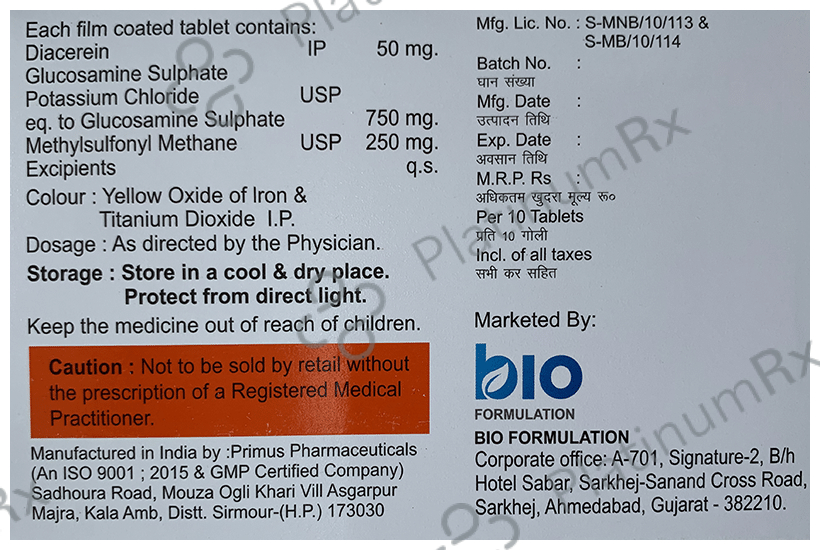 Each film coated tablet contains:
Diacerein IP 50 mg.
Glucosamine Sulphate
Potassium Chloride USP
eq. to Glucosamine Sulphate 750 mg.
Methylsulfonyl Methane USP 250 mg.
Excipients q.s.
Colour : Yellow Oxide of Iron &
Titanium Dioxide I.P.
Dosage : As directed by the Physician.
Storage : Store in a cool & dry place.
Protect from direct light.
Keep the medicine out of reach of children.
Caution : Not to be sold by retail without
the prescription of a Registered Medical
Practitioner.
Manufactured in India by :Primus Pharmaceuticals
(An ISO 9001 ; 2015 & GMP Certified Company)
Sadhoura Road, Mouza Ogli Khari Vill Asgarpur
Majra, Kala Amb, Distt. Sirmour-(H.P.) 173030
Mfg. Lic. No. : S-MNB/10/113 &
S-MB/10/114
Batch No. :
घान संख्या
Mfg. Date :
उत्पादन तिथि
Exp. Date :
अवसान तिथि
M.R.P. Rs :
अधिकतम खुदरा मूल्य रू०
Per 10 Tablets
प्रति 10 गोली
Incl. of all taxes
सभी कर सहित
Marketed By:
bio
FORMULATION
BIO FORMULATION
Corporate office: A-701, Signature-2, B/h
Hotel Sabar, Sarkhej-Sanand Cross Road,
Sarkhej, Ahmedabad, Gujarat - 382210.
PlatinumRx
PlatinumRx
PlatinumRx
PlatinumRx
Rx
Rx